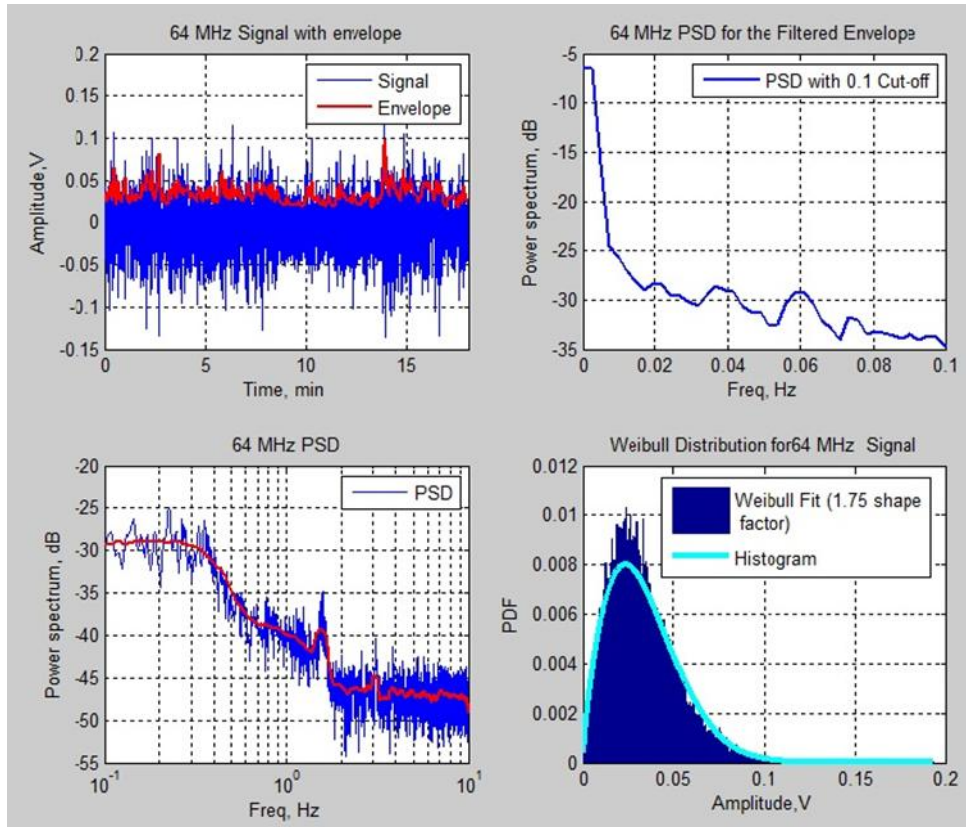 64 MHz Signal with envelope
0.2
0.15
0.1
0.05
0
-0.05
-0.1
-0.15
Amplitude,V
Signal
Envelope
0 5 10 15
Time, min
64 MHz PSD for the Filtered Envelope
-5
-10
-15
-20
-25
-30
-35
Power spectrum, dB
PSD with 0.1 Cut-off
0 0.02 0.04 0.06 0.08 0.1
Freq, Hz
64 MHz PSD
-20
-25
-30
-35
-40
-45
-50
-55
Power spectrum, dB
PSD
10-1 100 101
Freq, Hz
Weibull Distribution for64 MHz Signal
0.012
0.01
0.008
0.006
0.004
0.002
0
PDF
Weibull Fit (1.75 shape
factor)
Histogram
0 0.05 0.1 0.15 0.2
Amplitude,V